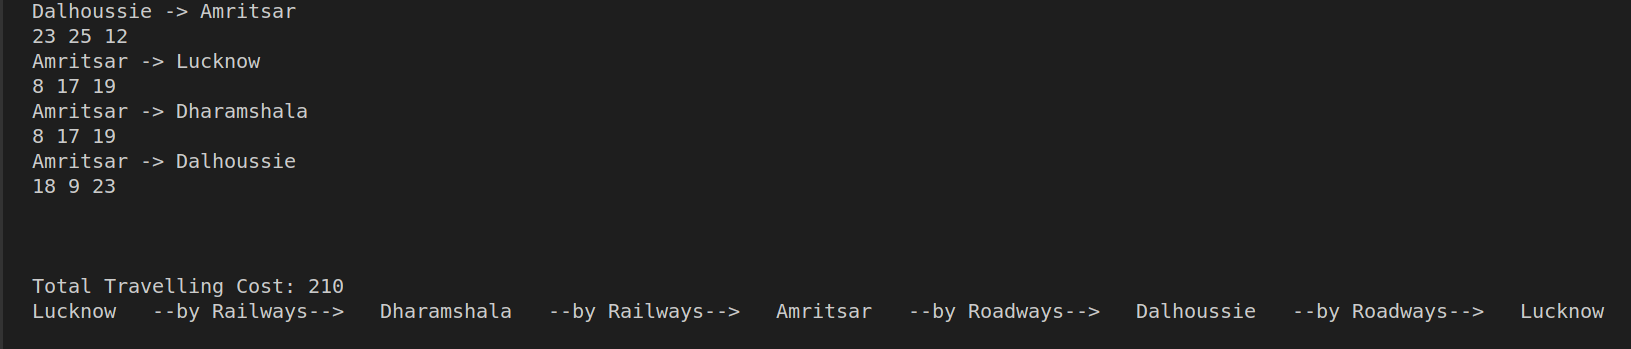 Dalhoussie -> Amritsar
23 25 12
Amritsar -> Lucknow
8 17 19
Amritsar -> Dharamshala
8 17 19
Amritsar -> Dalhoussie
18 9 23
Total Travelling Cost: 210
Lucknow   --by Railways-->   Dharamshala   --by Railways-->   Amritsar   --by Roadways-->   Dalhoussie   --by Roadways-->   Lucknow